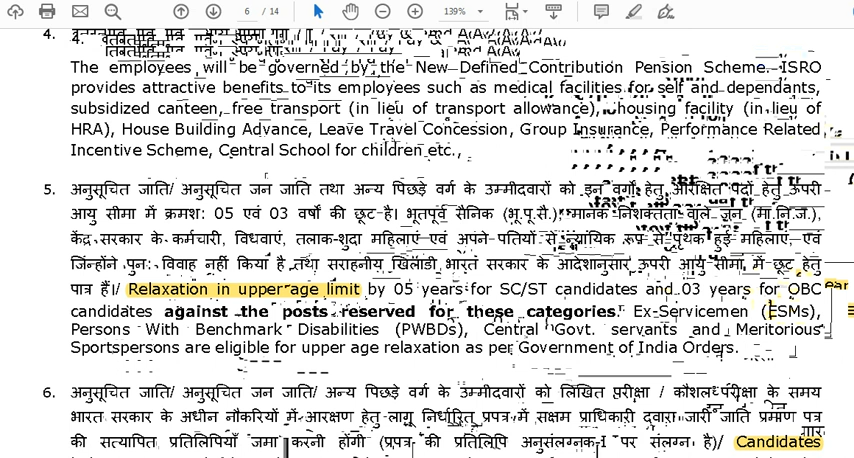 6 / 14
139%
4.
The employees will be governed by the New Defined Contribution Pension Scheme. ISRO
provides attractive benefits to its employees such as medical facilities for self and dependants,
subsidized canteen, free transport (in lieu of transport allowance), housing facility (in lieu of
HRA), House Building Advance, Leave Travel Concession, Group Insurance, Performance Related
Incentive Scheme, Central School for children etc.,
5. अनुसूचित जाति/ अनुसूचित जन जाति तथा अन्य पिछड़े वर्ग के उम्मीदवारों को इन वर्गों हेतु आरक्षित पदों हेतु ऊपरी
आयु सीमा में क्रमश: 05 एवं 03 वर्षों की छूट है। भूतपूर्व सैनिक (भू.पू.सै), मानक निशक्तता वाले जन (मा.नि.ज.),
केंद्र सरकार के कर्मचारी, विधवाएं, तलाक-शुदा महिलाएं एवं अपने पतियों से न्यायिक रूप से पृथक हुई महिलाएं, एवं
जिन्होंने पुन: विवाह नहीं किया है तथा सराहनीय खिलाड़ी, भारत सरकार के आदेशानुसार ऊपरी आयु सीमा में छूट हेतु
पात्र हैं।/ Relaxation in upper age limit by 05 years for SC/ST candidates and 03 years for OBC
candidates against the posts reserved for these categories. Ex-Servicemen (ESMs),
Persons With Benchmark Disabilities (PWBDs), Central Govt. servants and Meritorious
Sportspersons are eligible for upper age relaxation as per Government of India Orders.
6. अनुसूचित जाति/ अनुसूचित जन जाति/ अन्य पिछड़े वर्ग के उम्मीदवारों को लिखित परीक्षा / कौशल परीक्षा के समय
भारत सरकार के अधीन नौकरियों में आरक्षण हेतु लागू निर्धारित प्रपत्र में सक्षम प्राधिकारी द्वारा जारी जाति प्रमाण पत्र
की सत्यापित प्रतिलिपियाँ जमा करनी होंगी (प्रपत्र की प्रतिलिपि अनुसंलग्नक-I पर संलग्न है)/ Candidates